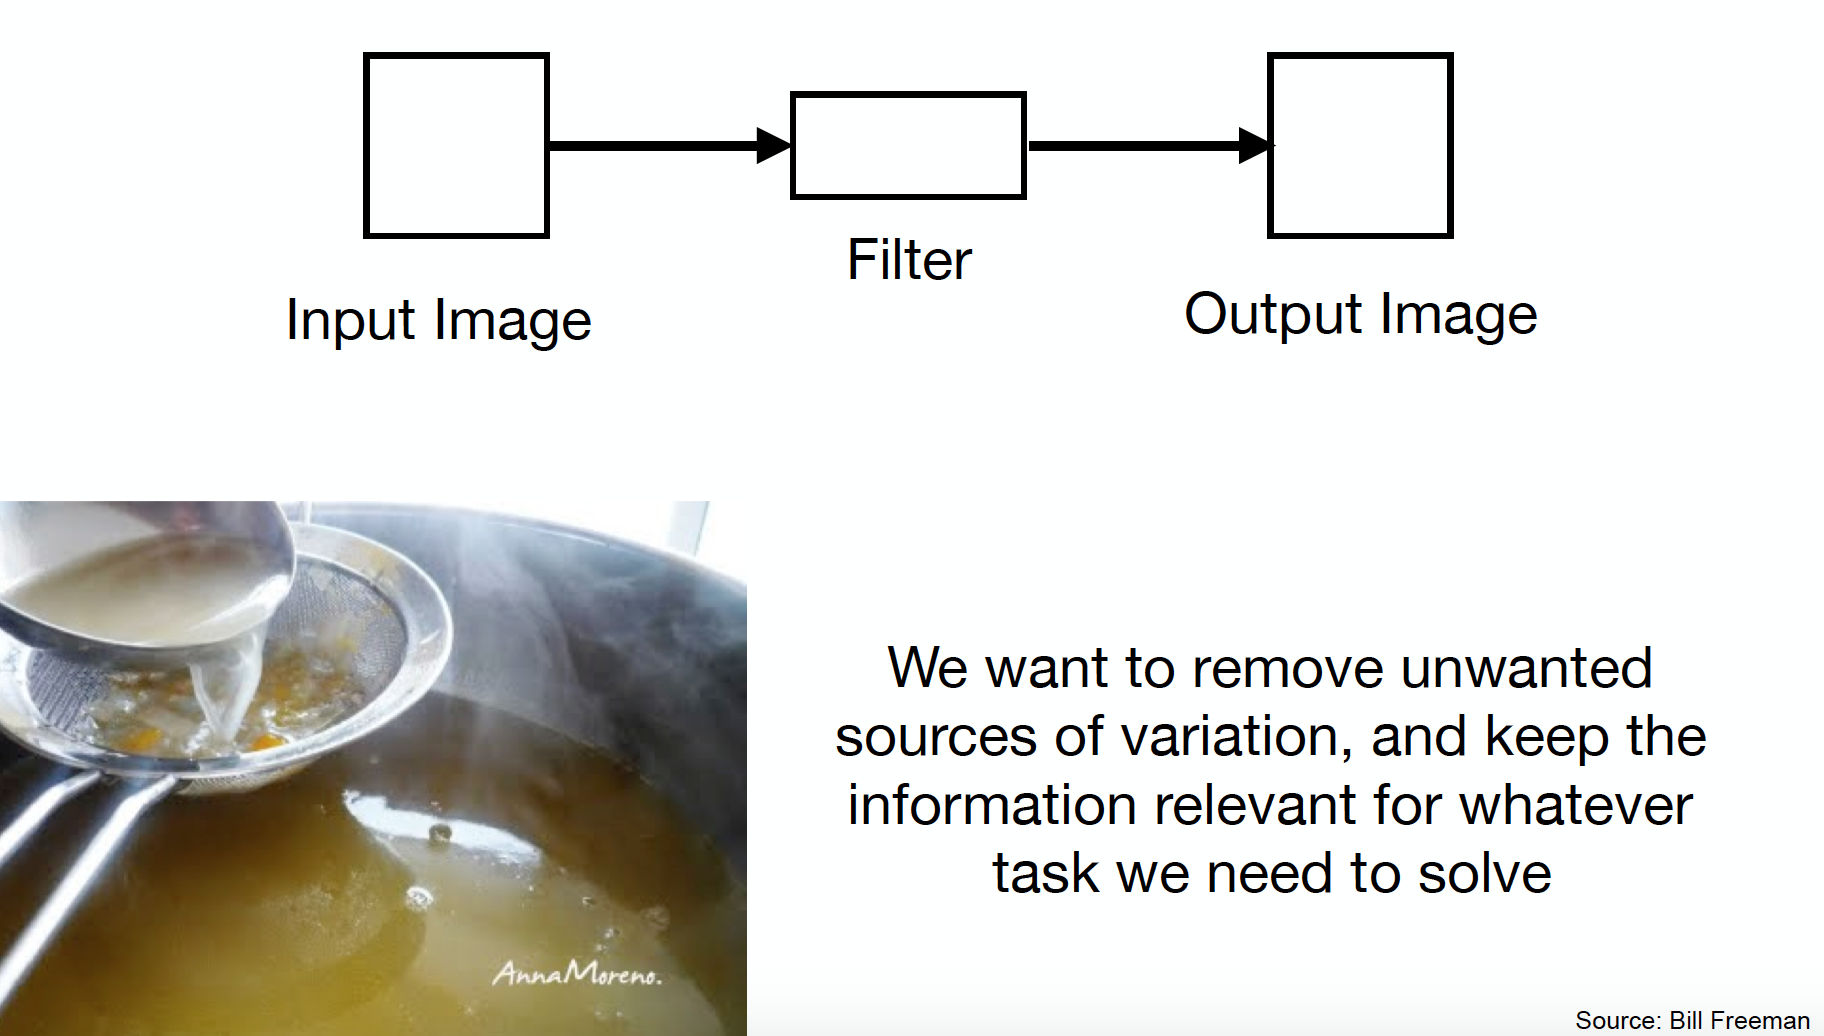 Filter
Input Image
Output Image
We want to remove unwanted
sources of variation, and keep the
information relevant for whatever
task we need to solve
AnnaMoreno.
Source: Bill Freeman